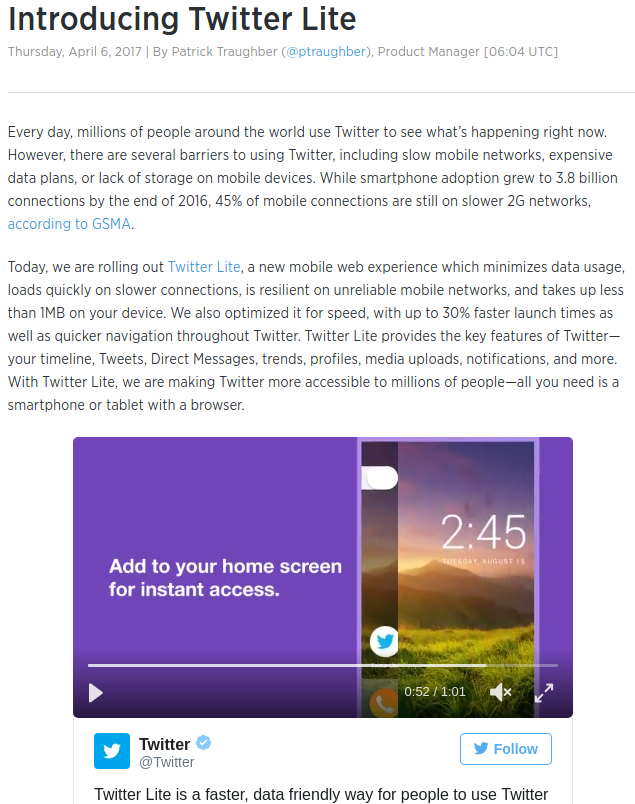 Introducing Twitter Lite
Thursday, April 6, 2017 | By Patrick Traughber (@ptraughber), Product Manager [06:04 UTC]
Every day, millions of people around the world use Twitter to see what's happening right now.
However, there are several barriers to using Twitter, including slow mobile networks, expensive
data plans, or lack of storage on mobile devices. While smartphone adoption grew to 3.8 billion
connections by the end of 2016, 45% of mobile connections are still on slower 2G networks,
according to GSMA.
Today, we are rolling out Twitter Lite, a new mobile web experience which minimizes data usage,
loads quickly on slower connections, is resilient on unreliable mobile networks, and takes up less
than 1MB on your device. We also optimized it for speed, with up to 30% faster launch times as
well as quicker navigation throughout Twitter. Twitter Lite provides the key features of Twitter—
your timeline, Tweets, Direct Messages, trends, profiles, media uploads, notifications, and more.
With Twitter Lite, we are making Twitter more accessible to millions of people—all you need is a
smartphone or tablet with a browser.
2:45
TUESDAY, AUGUST 15
Add to your home screen
for instant access.
0:52 / 1:01
Twitter
@Twitter
Follow
Twitter Lite is a faster, data friendly way for people to use Twitter